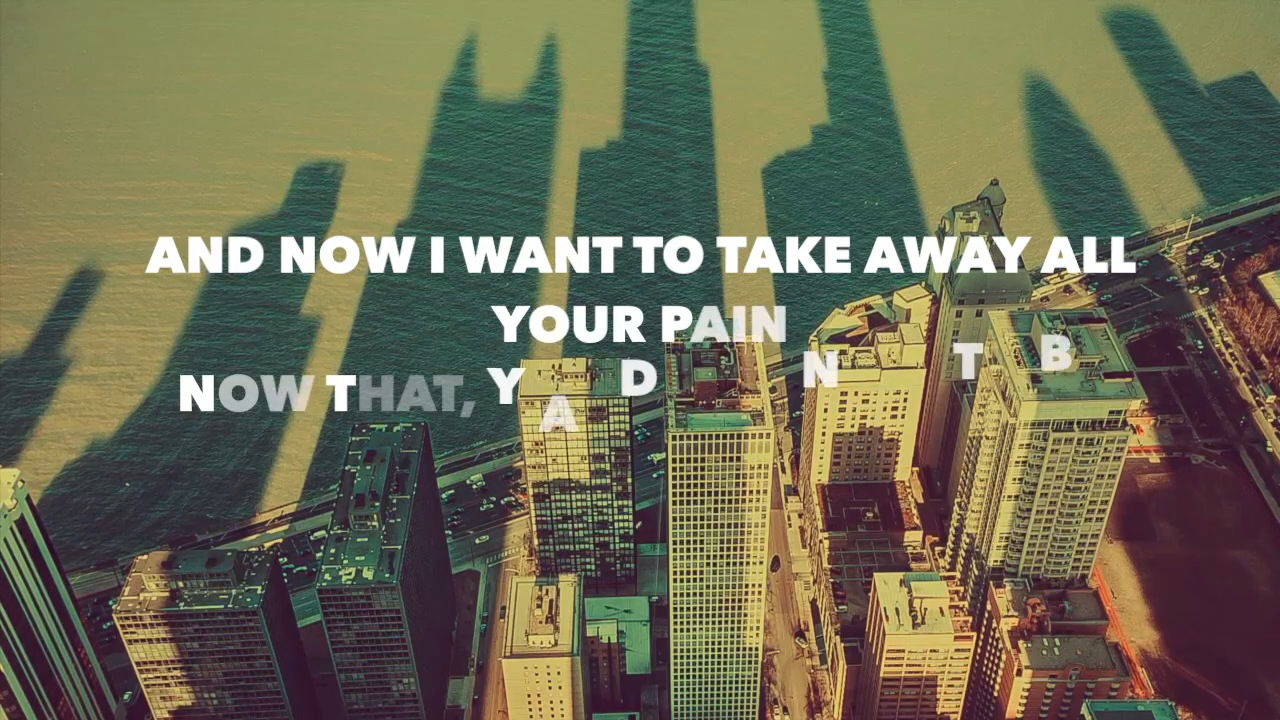 AND NOW I WANT TO TAKE AWAY ALL
YOUR PAIN
NOW THAT, Y A D N T B